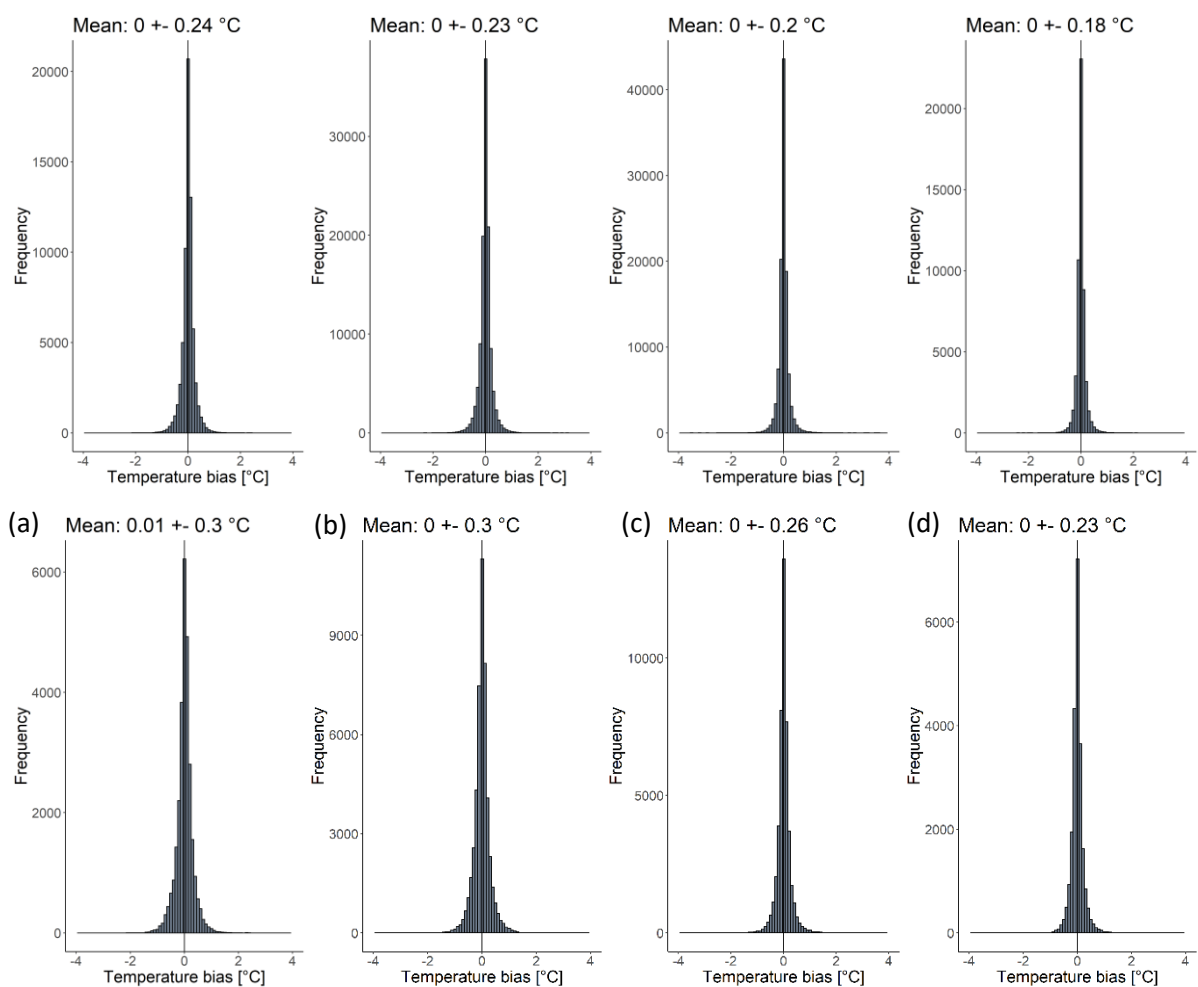 Mean: 0 +- 0.24 °C
Frequency
20000
15000
10000
5000
0
-4 -2 0 2 4
Temperature bias [°C]
Mean: 0 +- 0.23 °C
Frequency
30000
20000
10000
0
-4 -2 0 2 4
Temperature bias [°C]
Mean: 0 +- 0.2 °C
Frequency
40000
30000
20000
10000
0
-4 -2 0 2 4
Temperature bias [°C]
Mean: 0 +- 0.18 °C
Frequency
20000
15000
10000
5000
0
-4 -2 0 2 4
Temperature bias [°C]
(a) Mean: 0.01 +- 0.3 °C
Frequency
6000
4000
2000
0
-4 -2 0 2 4
Temperature bias [°C]
(b) Mean: 0 +- 0.3 °C
Frequency
9000
6000
3000
0
-4 -2 0 2 4
Temperature bias [°C]
(c) Mean: 0 +- 0.26 °C
Frequency
10000
5000
0
-4 -2 0 2 4
Temperature bias [°C]
(d) Mean: 0 +- 0.23 °C
Frequency
6000
4000
2000
0
-4 -2 0 2 4
Temperature bias [°C]